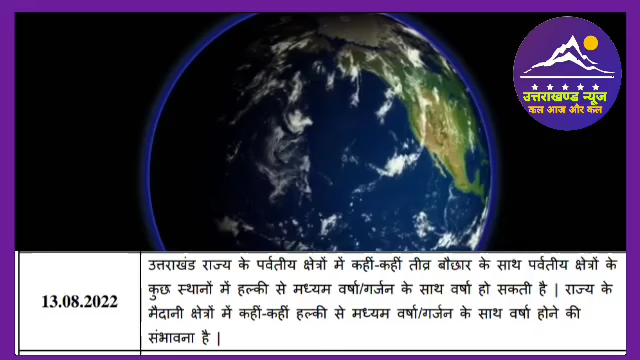 उत्तराखण्ड न्यूज
कल आज और कल
उत्तराखंड राज्य के पर्वतीय क्षेत्रों में कहीं-कहीं तीव्र बौछार के साथ पर्वतीय क्षेत्रों के
कुछ स्थानों में हल्की से मध्यम वर्षा/गर्जन के साथ वर्षा हो सकती है | राज्य के
13.08.2022
मैदानी क्षेत्रों में कहीं-कहीं हल्की से मध्यम वर्षा/गर्जन के साथ वर्षा होने की
संभावना है |